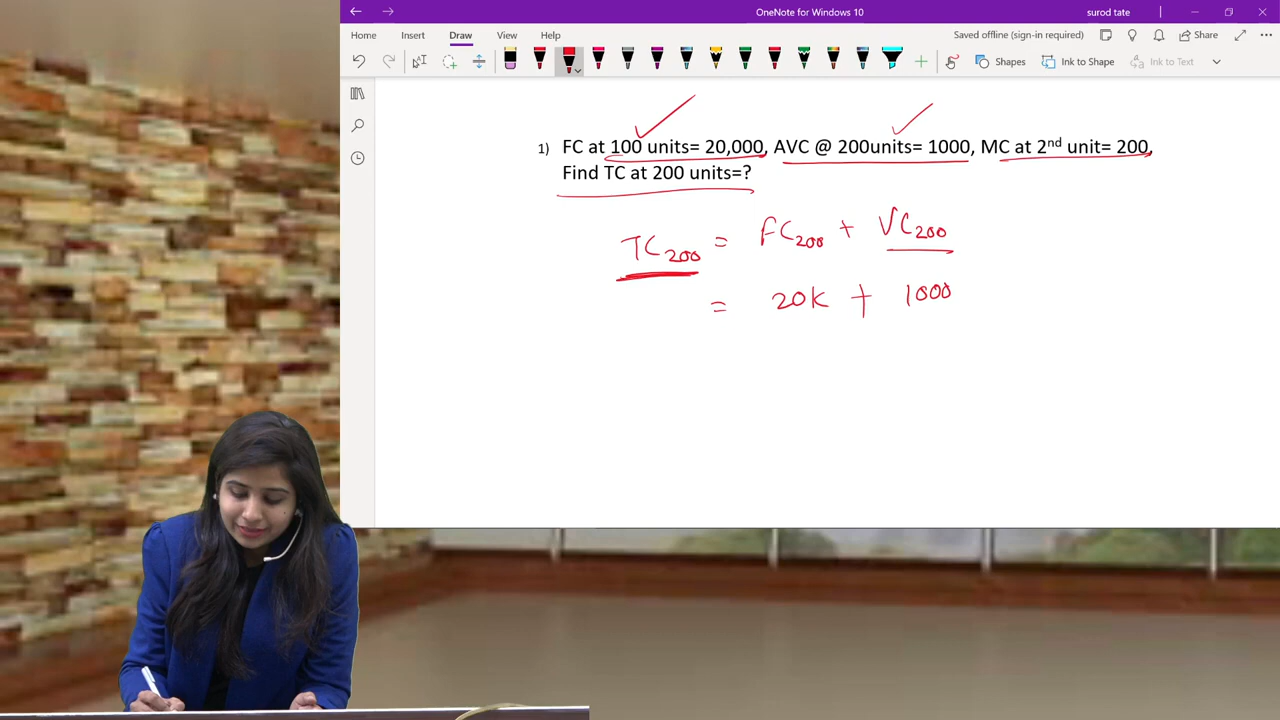 OneNote for Windows 10
surod tate
Home Insert Draw View Help
Saved offline (sign-in required)
Share
Shapes
Ink to Shape
Ink to Text
1) FC at 100 units= 20,000, AVC @ 200units= 1000, MC at 2nd unit= 200,
Find TC at 200 units=?
TC200 = FC200 + VC200
= 20K + 1000